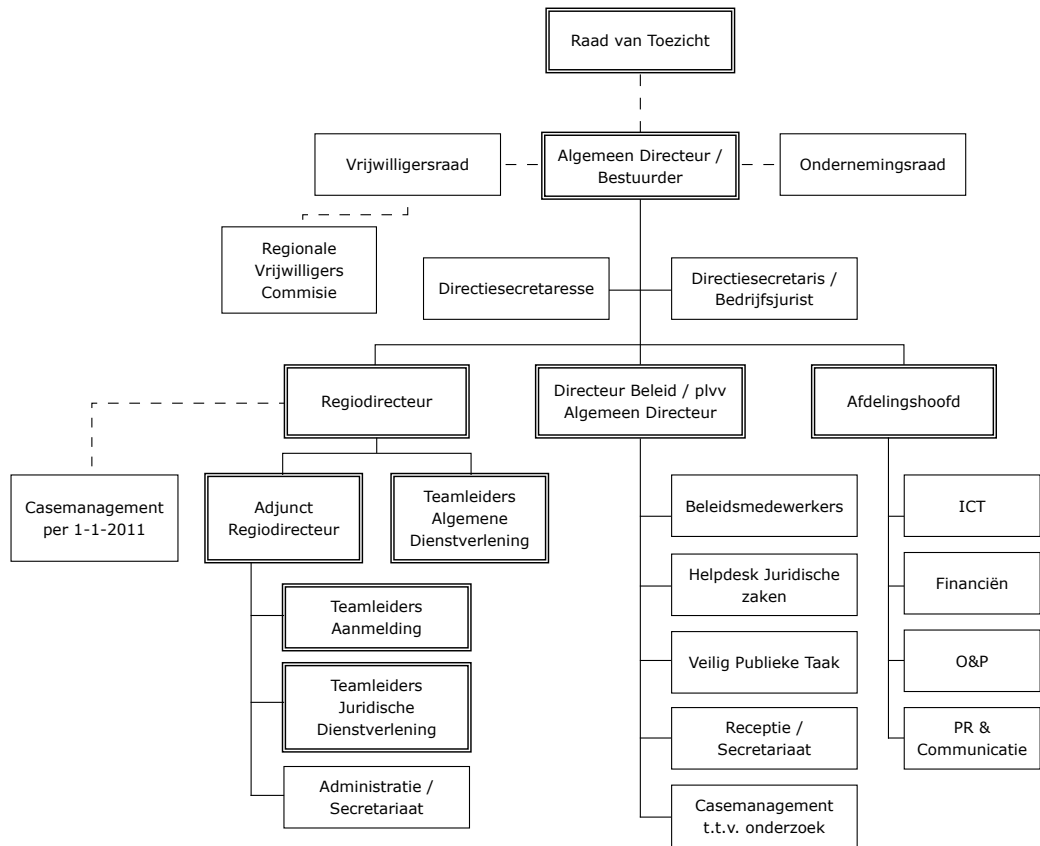 Raad van Toezicht
Vrijwilligersraad
Algemeen Directeur /
Bestuurder
Ondernemingsraad
Regionale
Vrijwilligers
Commisie
Directiesecretaresse
Directiesecretaris /
Bedrijfsjurist
Regiodirecteur
Directeur Beleid / plvv
Algemeen Directeur
Afdelingshoofd
Casemanagement
per 1-1-2011
Adjunct
Regiodirecteur
Teamleiders
Algemene
Dienstverlening
Teamleiders
Aanmelding
Teamleiders
Juridische
Dienstverlening
Administratie /
Secretariaat
Beleidsmedewerkers
Helpdesk Juridische
zaken
Veilig Publieke Taak
Receptie /
Secretariaat
Casemanagement
t.t.v. onderzoek
ICT
Financiën
O&P
PR &
Communicatie